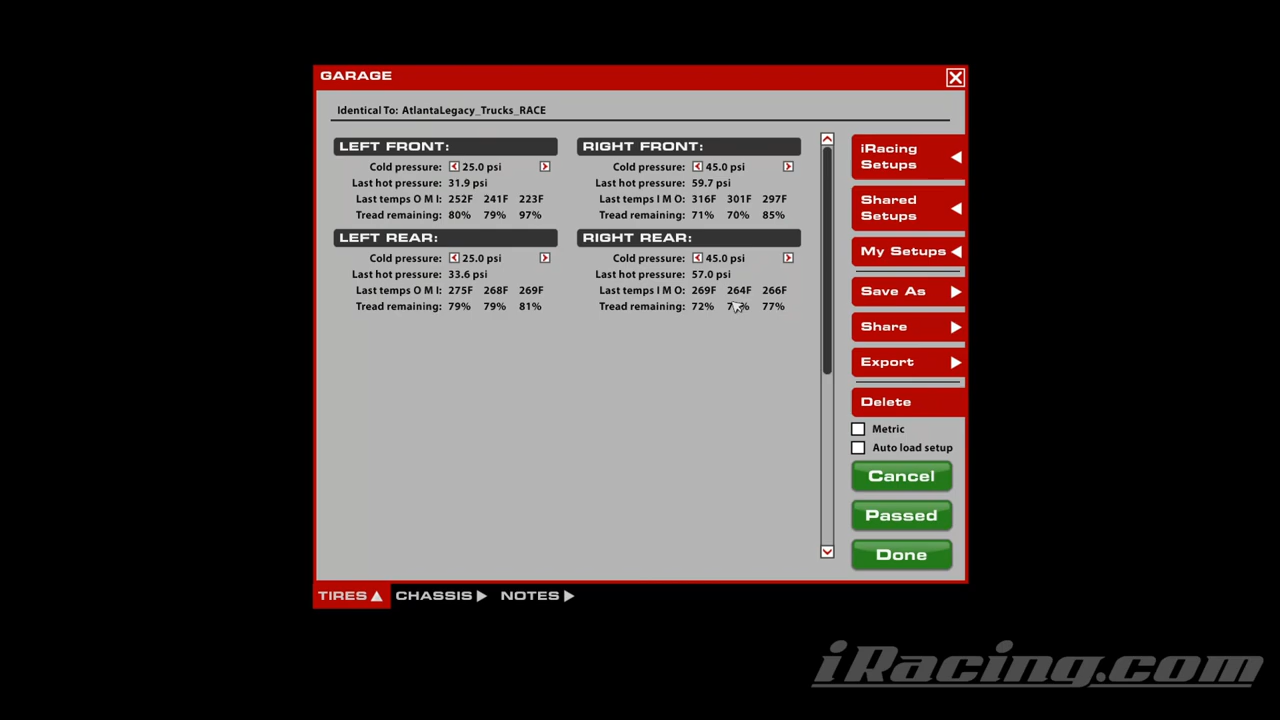 GARAGE
Identical To: AtlantaLegacy_Trucks_RACE
LEFT FRONT:
Cold pressure: 25.0 psi
Last hot pressure: 31.9 psi
Last temps O M I: 252F 241F 223F
Tread remaining: 80% 79% 97%
RIGHT FRONT:
Cold pressure: 45.0 psi
Last hot pressure: 59.7 psi
Last temps I M O: 316F 301F 297F
Tread remaining: 71% 70% 85%
LEFT REAR:
Cold pressure: 25.0 psi
Last hot pressure: 33.6 psi
Last temps O M I: 275F 268F 269F
Tread remaining: 79% 79% 81%
RIGHT REAR:
Cold pressure: 45.0 psi
Last hot pressure: 57.0 psi
Last temps I M O: 269F 264F 266F
Tread remaining: 72% 77%
iRacing
Setups
Shared
Setups
My Setups
Save As
Share
Export
Delete
Metric
Auto load setup
Cancel
Passed
Done
TIRES CHASSIS NOTES
iRacing.com